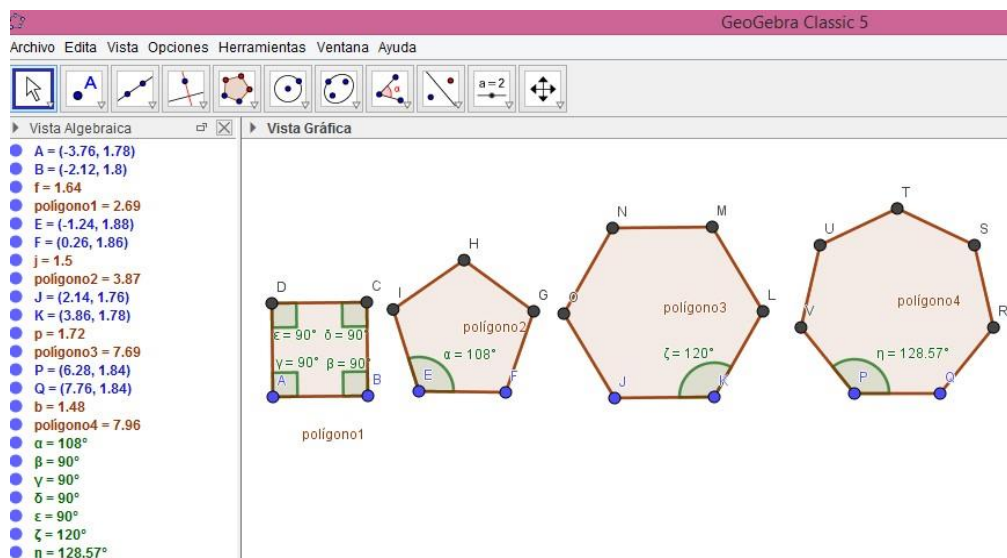 GeoGebra Classic 5
Archivo Edita Vista Opciones Herramientas Ventana Ayuda
A
α
a = 2
Vista Algebraica
Vista Gráfica
A = (-3.76, 1.78)
B = (-2.12, 1.8)
f = 1.64
polígono1 = 2.69
E = (-1.24, 1.88)
F = (0.26, 1.86)
j = 1.5
polígono2 = 3.87
J = (2.14, 1.76)
K = (3.86, 1.78)
p = 1.72
polígono3 = 7.69
P = (6.28, 1.84)
Q = (7.76, 1.84)
b = 1.48
polígono4 = 7.96
α = 108°
β = 90°
γ = 90°
δ = 90°
ε = 90°
ζ = 120°
η = 128.57°
D
C
ε = 90°
δ = 90°
γ = 90°
β = 90°
A
B
polígono1
H
I
G
polígono2
α = 108°
E
F
N
M
O
L
polígono3
ζ = 120°
J
K
T
U
S
polígono4
V
R
η = 128.57°
P
Q